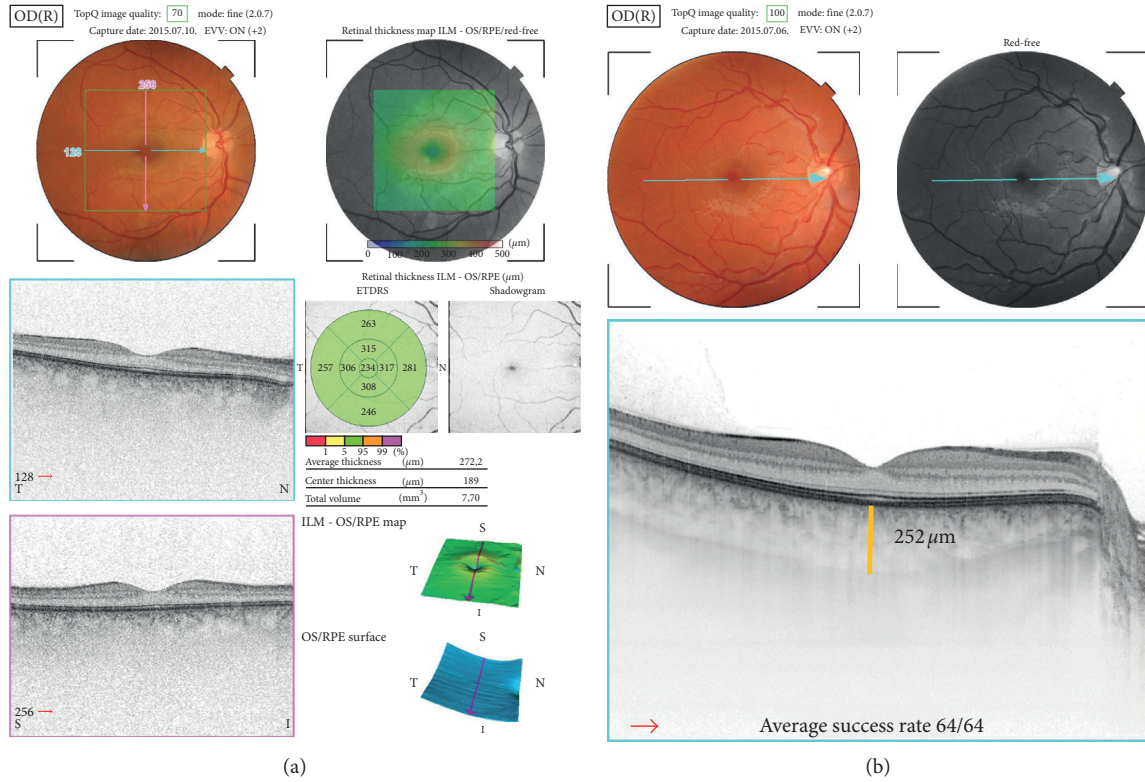 OD(R)
TopQ image quality: 70 mode: fine (2.0.7)
Capture date: 2015.07.10. EVV: ON (+2)
Retinal thickness map ILM - OS/RPE/red-free
256
128
(µm)
0 100 200 300 400 500
Retinal thickness ILM - OS/RPE (µm)
ETDRS
Shadowgram
263
315
T 257 306 234 317 281 N
308
246
1 5 95 99 (%)
Average thickness (µm) 272,2
Center thickness (µm) 189
Total volume (mm³) 7,70
128
T N
ILM - OS/RPE map
S
T N
I
OS/RPE surface
S
T N
I
256
S I
(a)
OD(R)
TopQ image quality: 100 mode: fine (2.0.7)
Capture date: 2015.07.06. EVV: ON (+2)
Red-free
252 µm
Average success rate 64/64
(b)